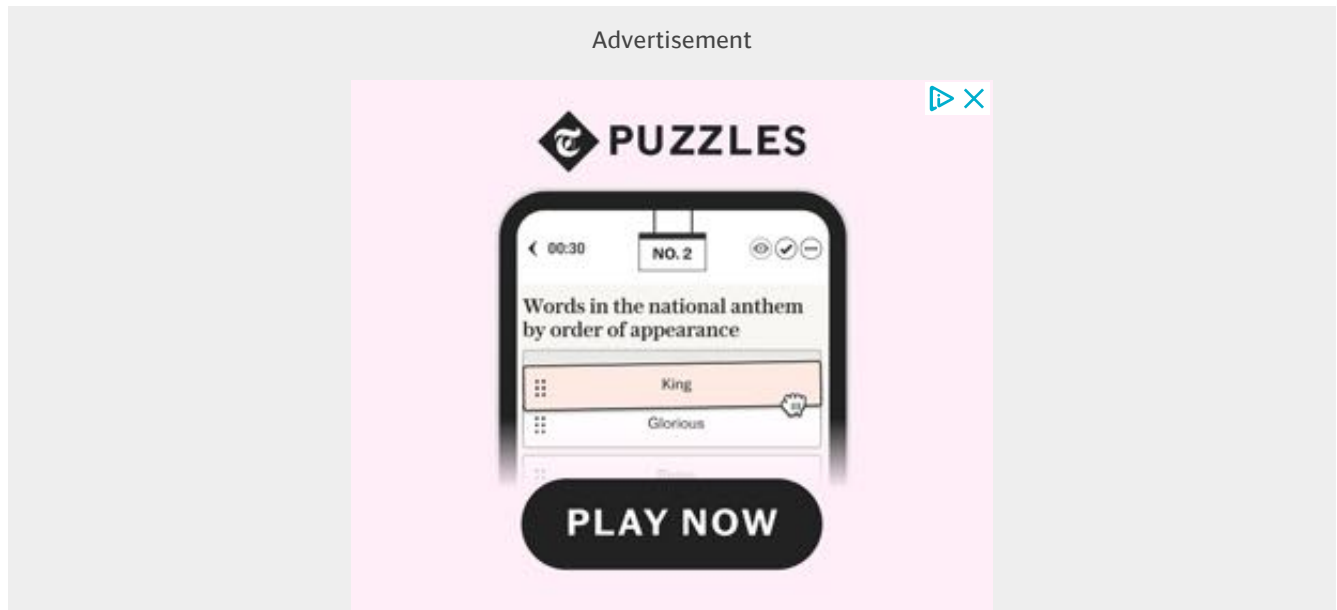 Advertisement
PUZZLES
00:30
NO. 2
Words in the national anthem
by order of appearance
King
Glorious
PLAY NOW